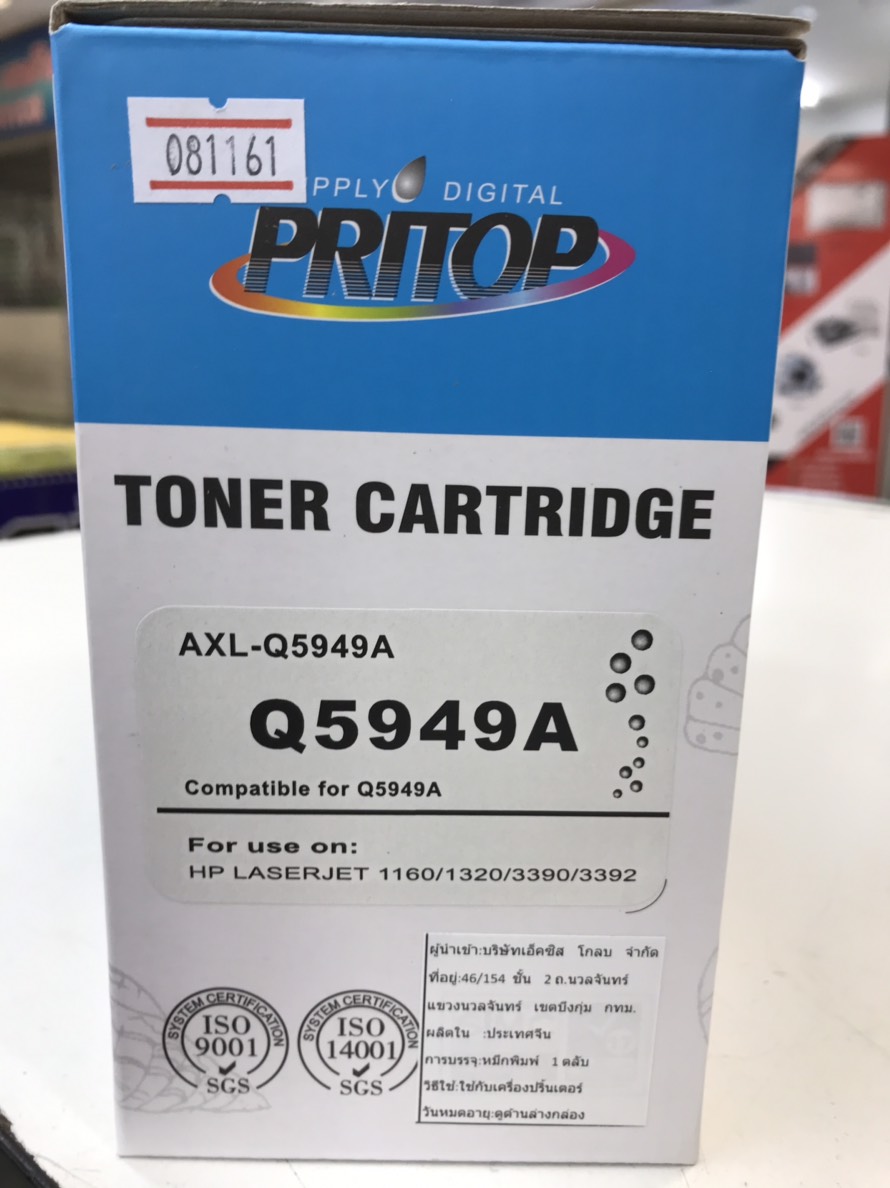 081161
PPLY DIGITAL
PRITOP
TONER CARTRIDGE
AXL-Q5949A
Q5949A
Compatible for Q5949A
For use on:
HP LASERJET 1160/1320/3390/3392
SYSTEM CERTIFICATION
ISO
9001
SGS
SYSTEM CERTIFICATION
ISO
14001
SGS
ผู้นำเข้า:บริษัทเอ็คซิส โกลบ จำกัด
ที่อยู่:46/154 ชั้น 2 ถ.นวลจันทร์
แขวงนวลจันทร์ เขตบึงกุ่ม กทม.
ผลิตใน :ประเทศจีน
การบรรจุ:หมึกพิมพ์ 1 ตลับ
วิธีใช้:ใช้กับเครื่องปริ้นเตอร์
วันหมดอายุ:ดูด้านล่างกล่อง